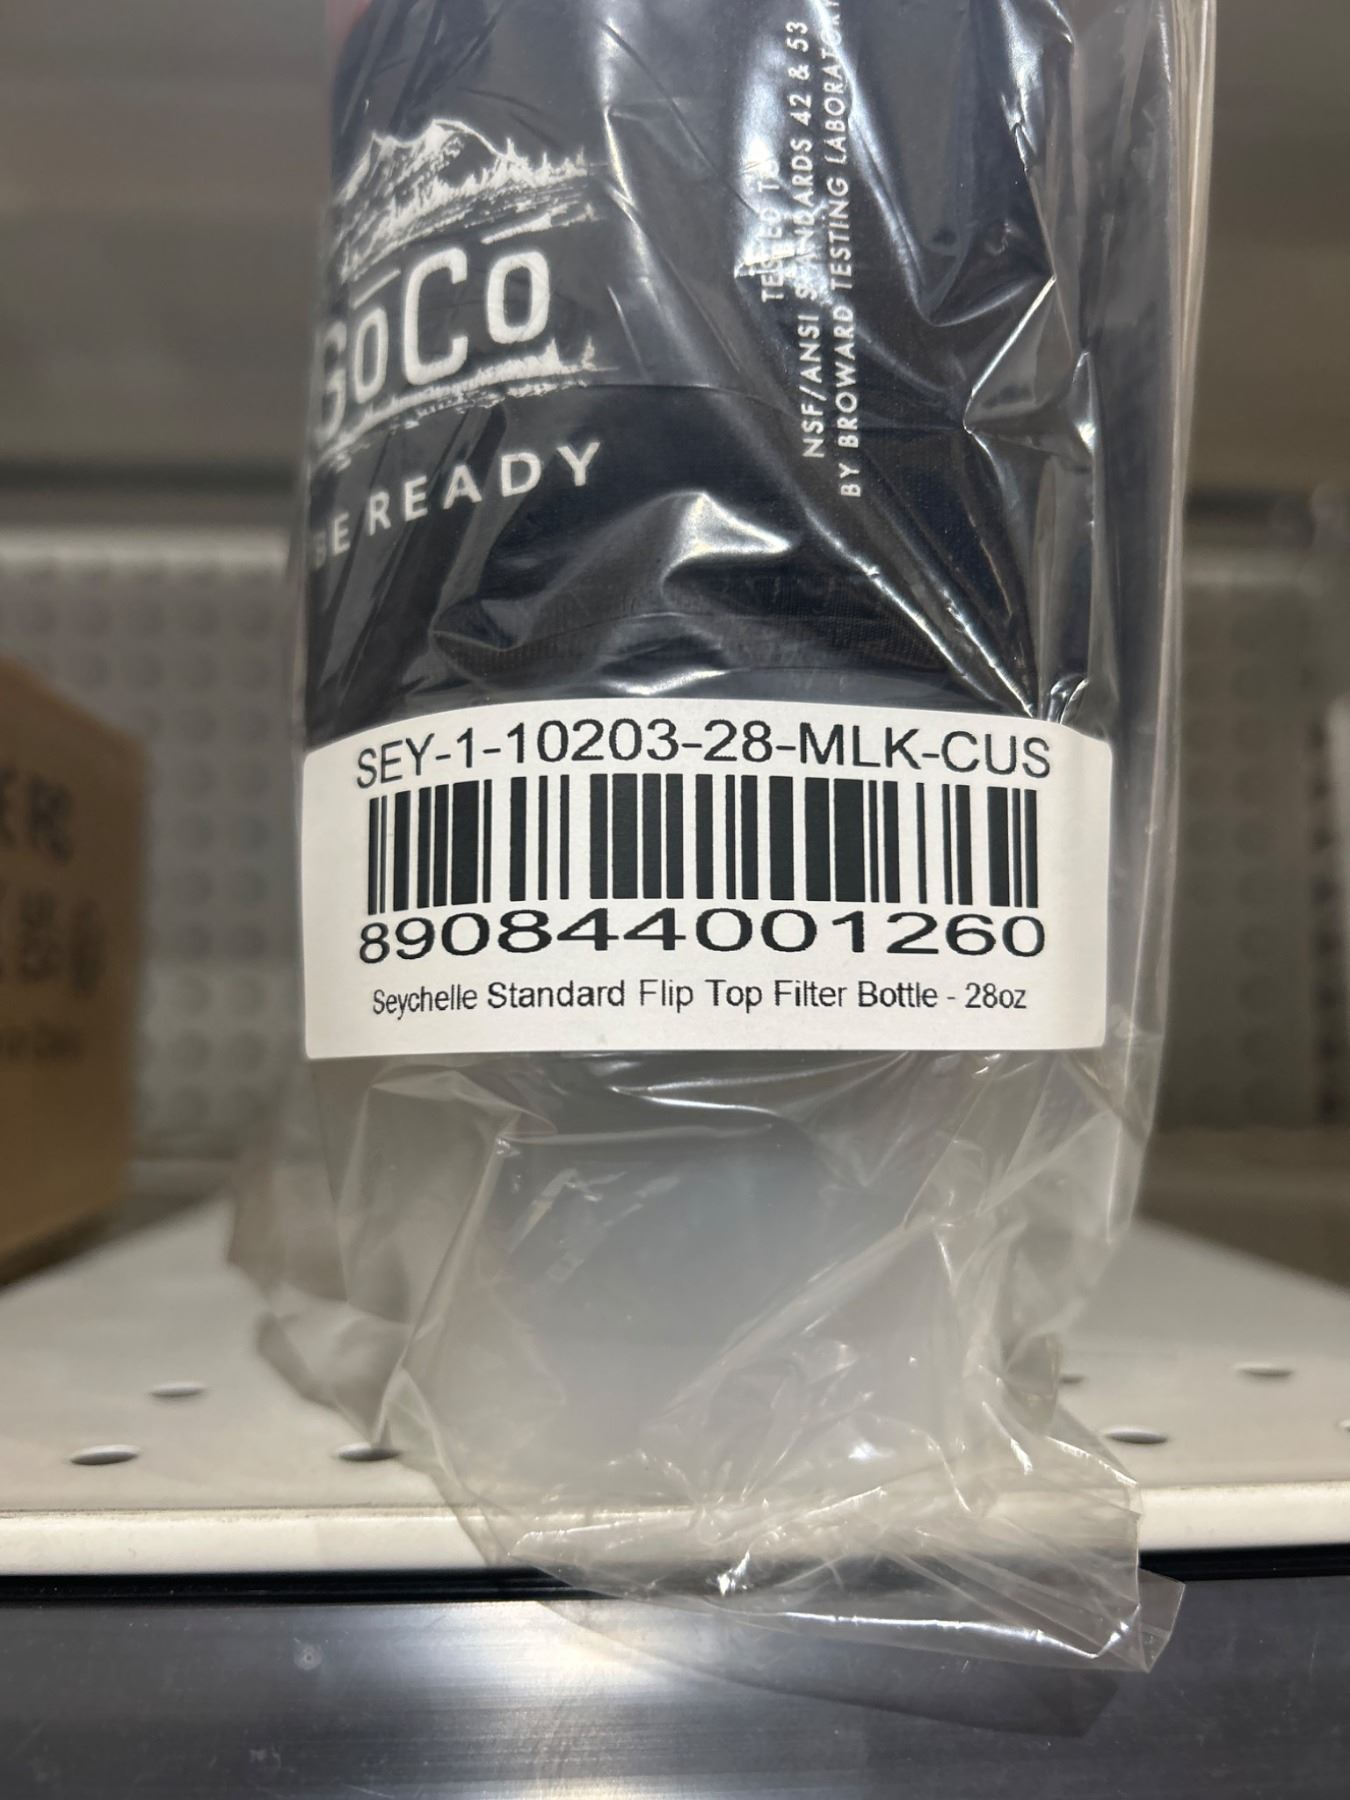 GoCo
BE READY
TESTED TO
NSF/ANSI STANDARDS 42 & 53
BY BROWARD TESTING LABORATORY
SEY-1-10203-28-MLK-CUS
890844001260
Seychelle Standard Flip Top Filter Bottle - 28oz